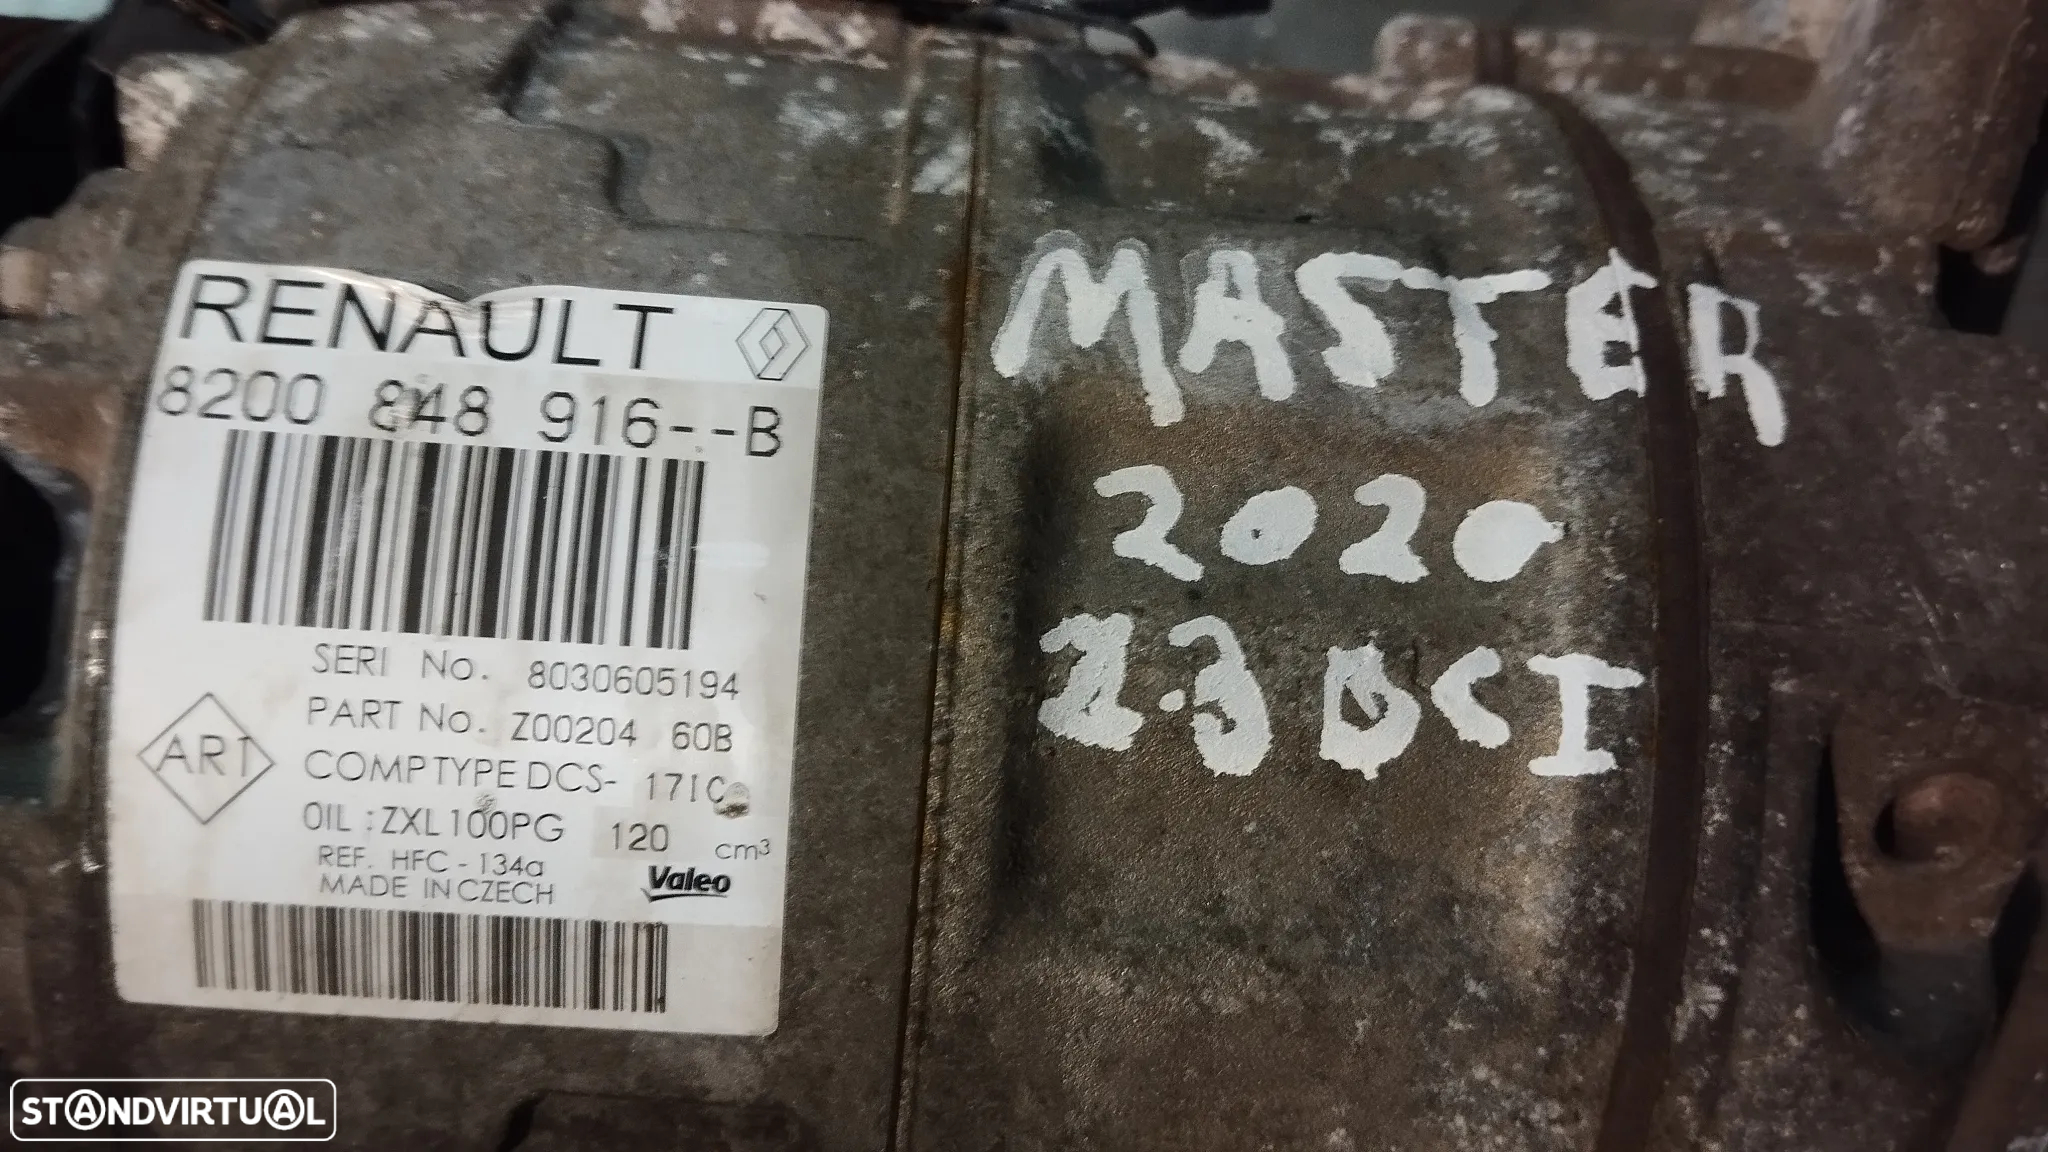 RENAULT
8200 848 916--B
SERI No. 8030605194
PART No. Z00204 60B
COMP TYPE DCS- 17IC
OIL : ZXL100PG 120 cm³
REF. HFC - 134a
MADE IN CZECH
Valeo
ART
MASTER
2020
2.3 DCI
STANDVIRTUAL